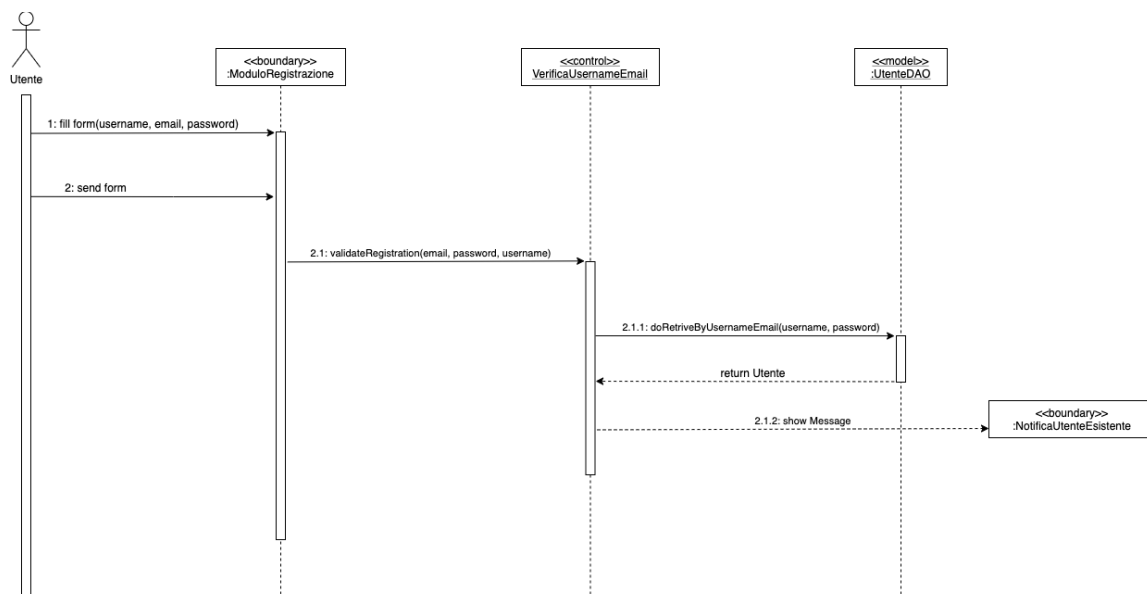 Utente
<<boundary>>
:ModuloRegistrazione
<<control>>
VerificaUsernameEmail
<<model>>
:UtenteDAO
1: fill form(username, email, password)
2: send form
2.1: validateRegistration(email, password, username)
2.1.1: doRetriveByUsernameEmail(username, password)
return Utente
2.1.2: show Message
<<boundary>>
:NotificaUtenteEsistente